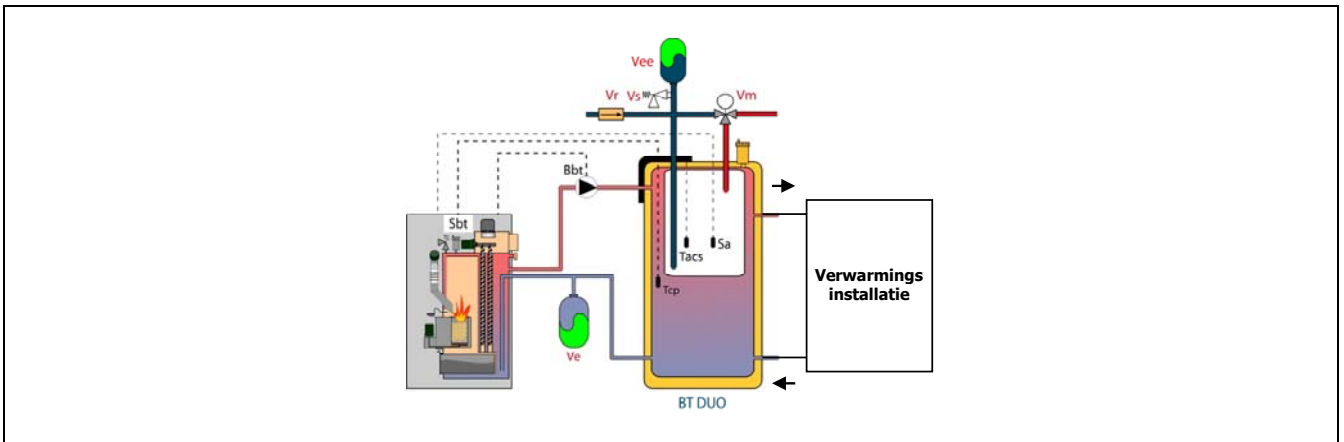 Vee
Vr
Vs
Vm
Bbt
Sbt
Tacs
Sa
Tcp
Verwarmings
installatie
Ve
BT DUO